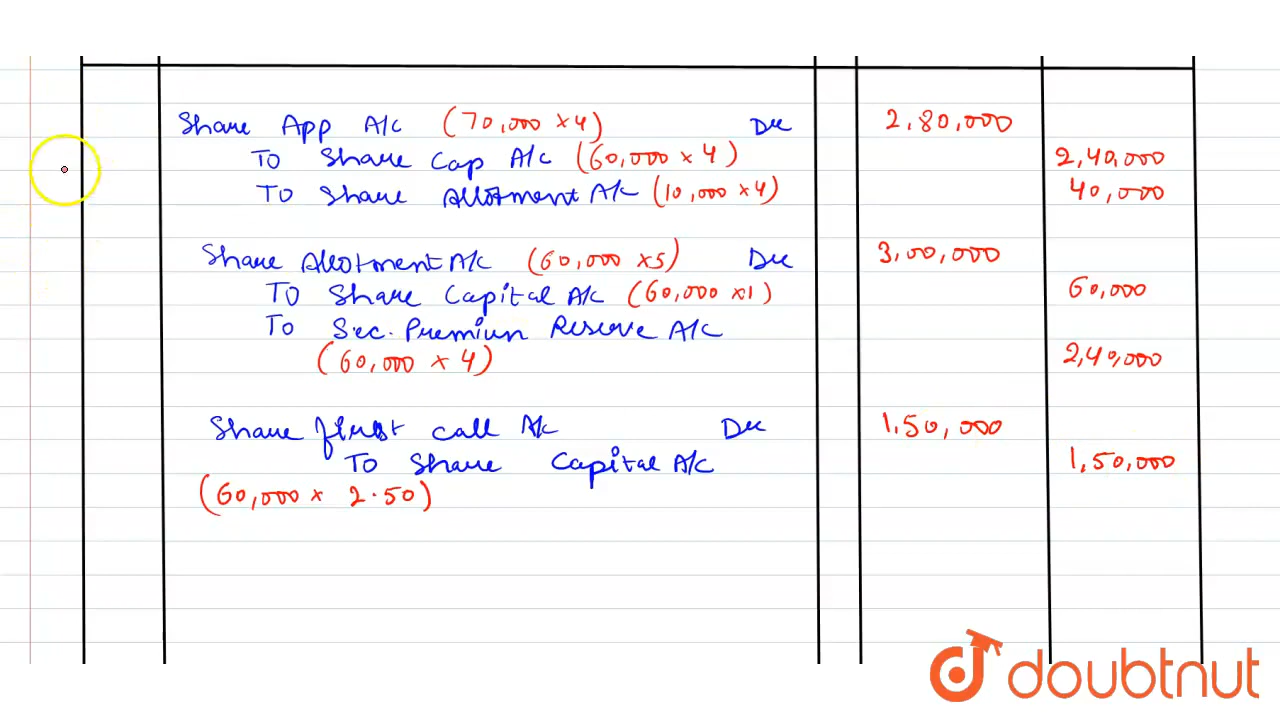 Share App A/c (70,000 × 4) Dr 2,80,000
To Share Cap A/c (60,000 × 4) 2,40,000
To Share Allotment A/c (10,000 × 4) 40,000
Share Allotment A/c (60,000 × 5) Dr 3,00,000
To Share Capital A/c (60,000 × 1) 60,000
To Sec. Premium Reserve A/c
(60,000 × 4) 2,40,000
Share first call A/c Dr 1,50,000
To Share Capital A/c 1,50,000
(60,000 × 2.50)
doubtnut